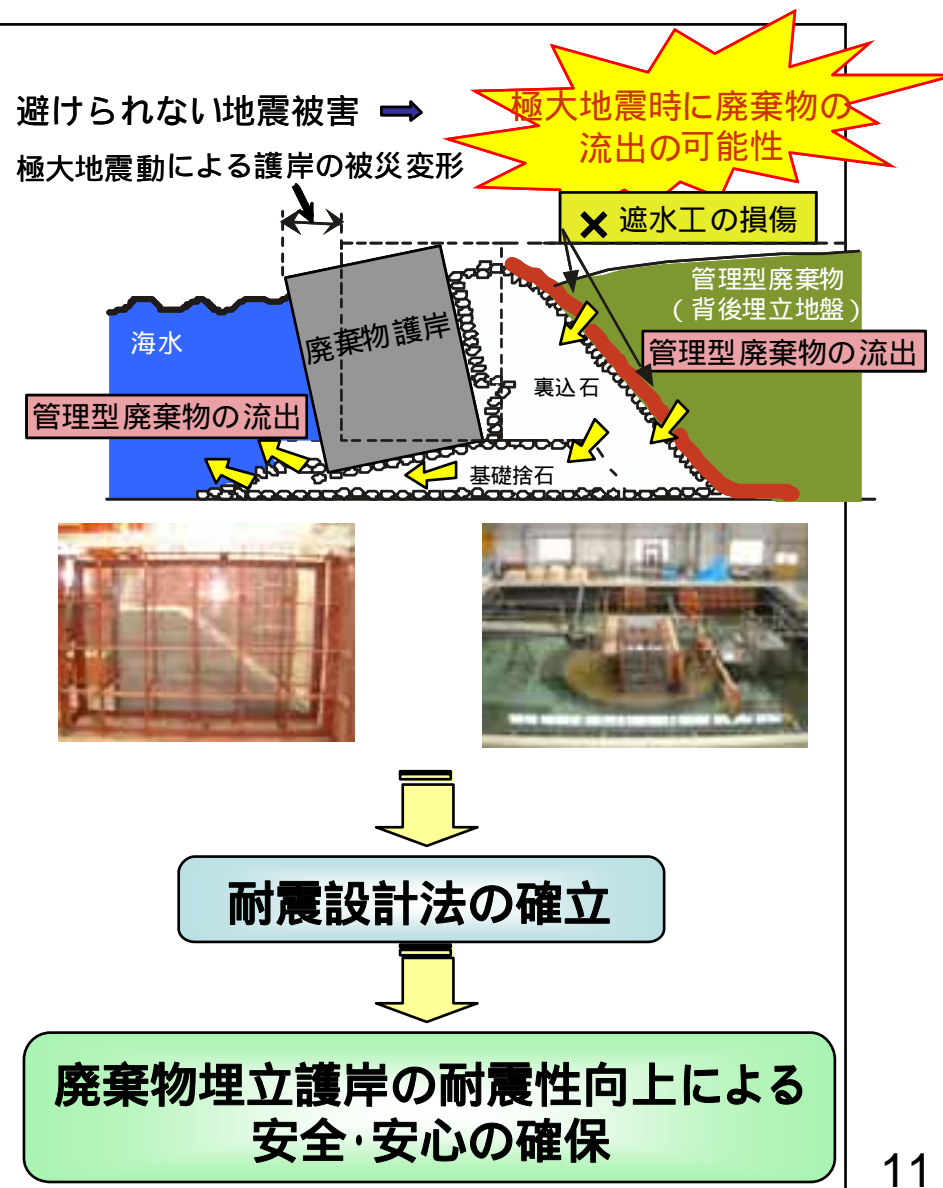 避けられない地震被害 ➡
極大地震時に廃棄物の
流出の可能性
極大地震動による護岸の被災変形
× 遮水工の損傷
管理型廃棄物
(背後埋立地盤)
海水
廃棄物護岸
管理型廃棄物の流出
裏込石
管理型廃棄物の流出
基礎捨石
耐震設計法の確立
廃棄物埋立護岸の耐震性向上による
安全・安心の確保
11